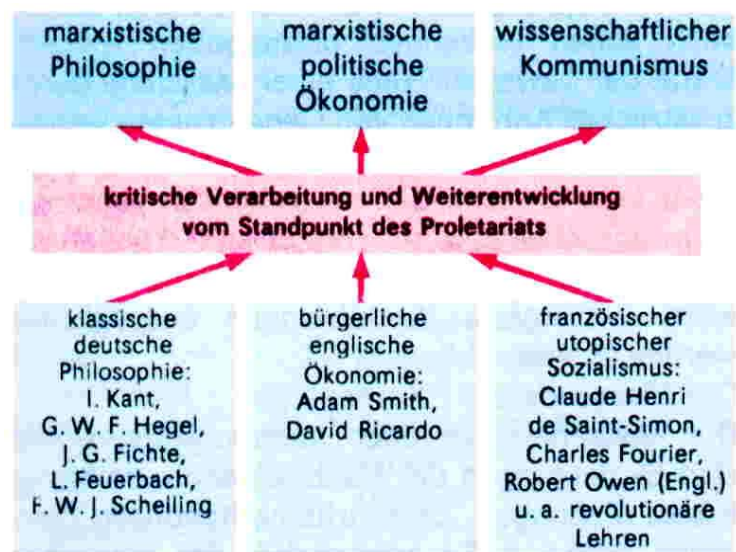 marxistische
Philosophie
marxistische
politische
Ökonomie
wissenschaftlicher
Kommunismus
kritische Verarbeitung und Weiterentwicklung
vom Standpunkt des Proletariats
klassische
deutsche
Philosophie:
I. Kant,
G. W. F. Hegel,
J. G. Fichte,
L. Feuerbach,
F. W. J. Schelling
bürgerliche
englische
Ökonomie:
Adam Smith,
David Ricardo
französischer
utopischer
Sozialismus:
Claude Henri
de Saint-Simon,
Charles Fourier,
Robert Owen (Engl.)
u. a. revolutionäre
Lehren